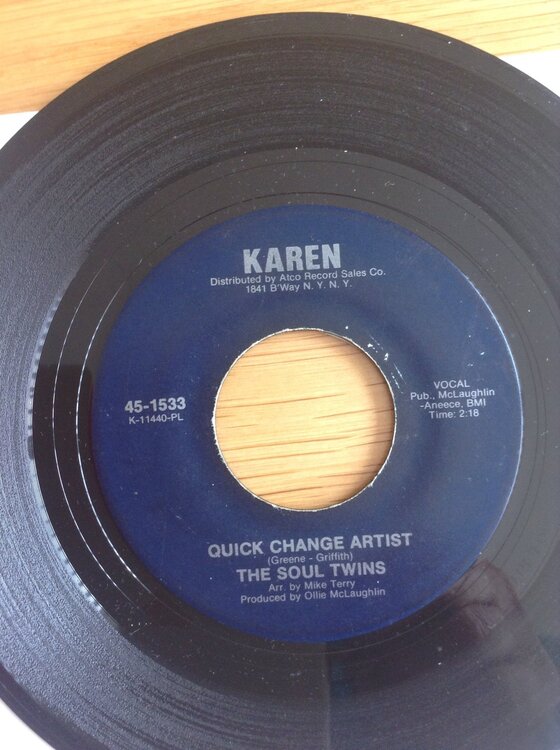 KAREN
Distributed by Atco Record Sales Co.
1841 B'Way N. Y. N. Y.
45-1533
K-11440-PL
VOCAL
Pub., McLaughlin
-Aneece, BMI
Time: 2:18
QUICK CHANGE ARTIST
(Greene - Griffith)
THE SOUL TWINS
Arr. by Mike Terry
Produced by Ollie McLaughlin